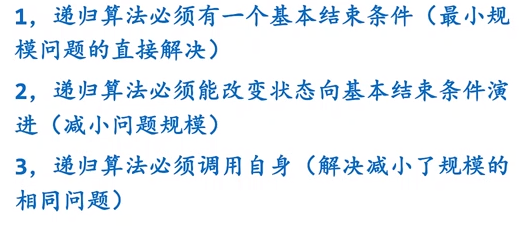 1，递归算法必须有一个基本结束条件（最小规
模问题的直接解决）
2，递归算法必须能改变状态向基本结束条件演
进（减小问题规模）
3，递归算法必须调用自身（解决减小了规模的
相同问题）